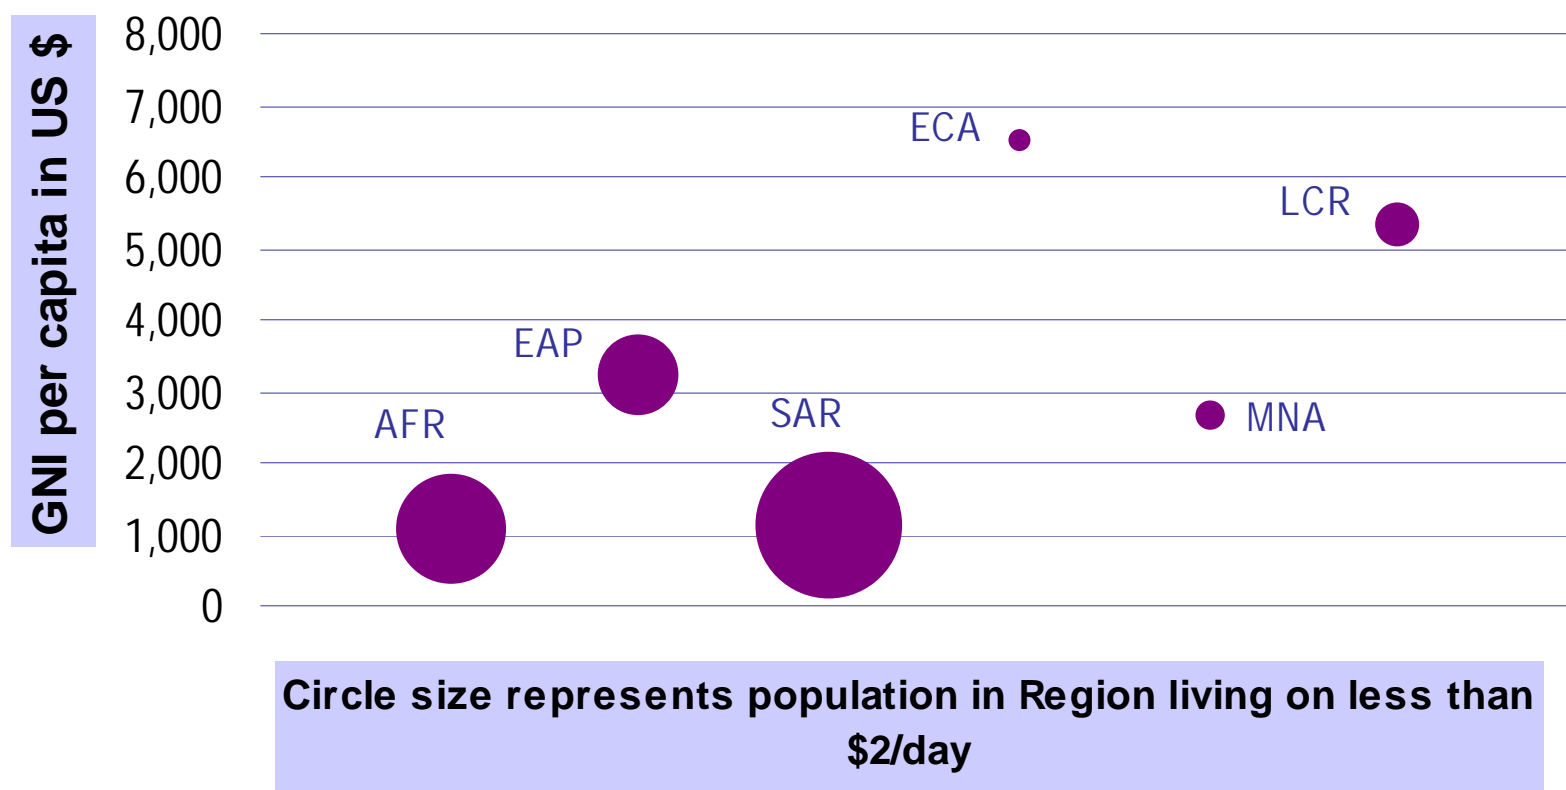 GNI per capita in US $
8,000
7,000
6,000
5,000
4,000
3,000
2,000
1,000
0
ECA
LCR
EAP
AFR
SAR
MNA
Circle size represents population in Region living on less than
$2/day